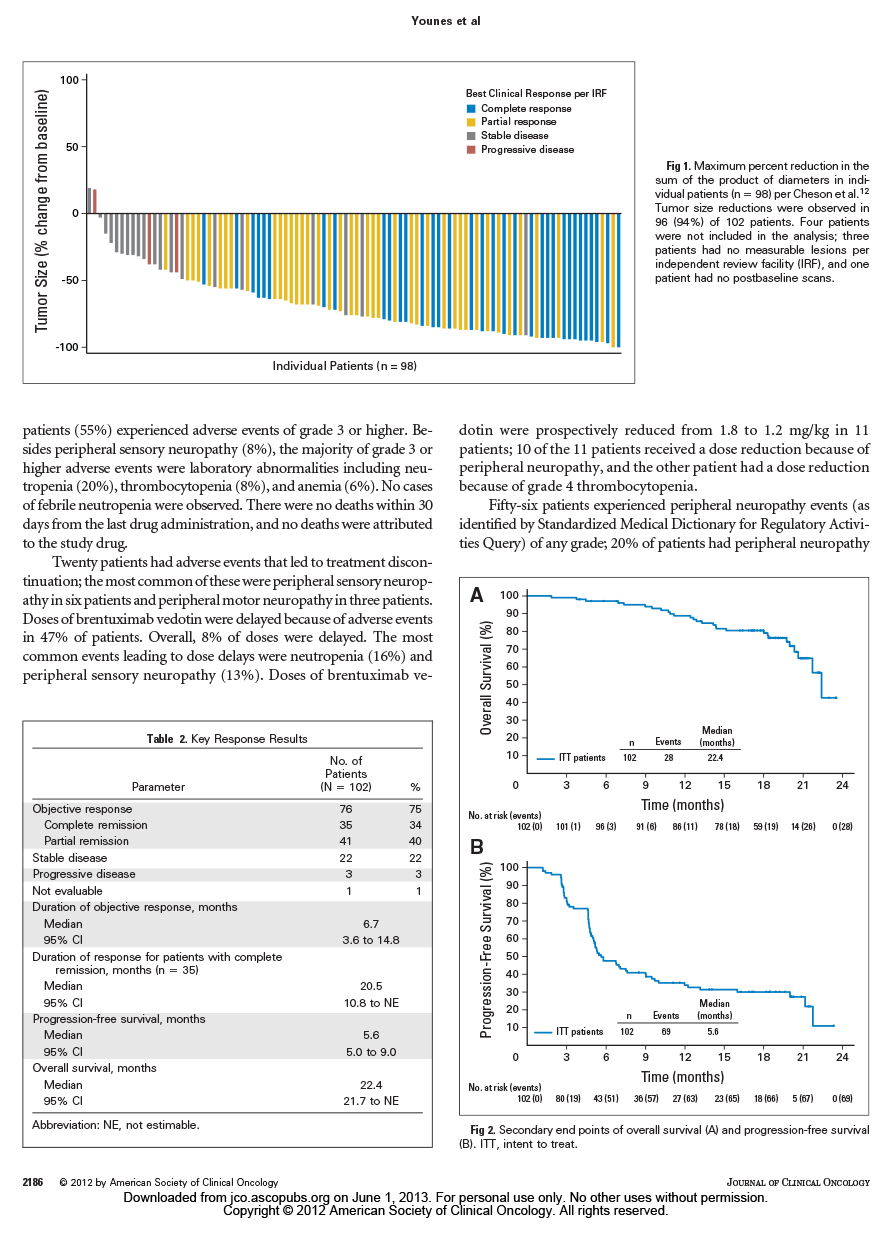 Younes et al
100
50
0
-50
-100
Tumor Size (% change from baseline)
Best Clinical Response per IRF
Complete response
Partial response
Stable disease
Progressive disease
Individual Patients (n = 98)
Fig 1. Maximum percent reduction in the
sum of the product of diameters in indi-
vidual patients (n = 98) per Cheson et al.12
Tumor size reductions were observed in
96 (94%) of 102 patients. Four patients
were not included in the analysis; three
patients had no measurable lesions per
independent review facility (IRF), and one
patient had no postbaseline scans.
patients (55%) experienced adverse events of grade 3 or higher. Be-
sides peripheral sensory neuropathy (8%), the majority of grade 3 or
higher adverse events were laboratory abnormalities including neu-
tropenia (20%), thrombocytopenia (8%), and anemia (6%). No cases
of febrile neutropenia were observed. There were no deaths within 30
days from the last drug administration, and no deaths were attributed
to the study drug.
Twenty patients had adverse events that led to treatment discon-
tinuation; the most common of these were peripheral sensory neurop-
athy in six patients and peripheral motor neuropathy in three patients.
Doses of brentuximab vedotin were delayed because of adverse events
in 47% of patients. Overall, 8% of doses were delayed. The most
common events leading to dose delays were neutropenia (16%) and
peripheral sensory neuropathy (13%). Doses of brentuximab ve-
dotin were prospectively reduced from 1.8 to 1.2 mg/kg in 11
patients; 10 of the 11 patients received a dose reduction because of
peripheral neuropathy, and the other patient had a dose reduction
because of grade 4 thrombocytopenia.
Fifty-six patients experienced peripheral neuropathy events (as
identified by Standardized Medical Dictionary for Regulatory Activi-
ties Query) of any grade; 20% of patients had peripheral neuropathy
Table 2. Key Response Results
Parameter No. of Patients (N = 102) %
Objective response 76 75
Complete remission 35 34
Partial remission 41 40
Stable disease 22 22
Progressive disease 3 3
Not evaluable 1 1
Duration of objective response, months
Median 6.7
95% CI 3.6 to 14.8
Duration of response for patients with complete
remission, months (n = 35)
Median 20.5
95% CI 10.8 to NE
Progression-free survival, months
Median 5.6
95% CI 5.0 to 9.0
Overall survival, months
Median 22.4
95% CI 21.7 to NE
Abbreviation: NE, not estimable.
A
Overall Survival (%)
100
90
80
70
60
50
40
30
20
10
n Events Median (months)
ITT patients 102 28 22.4
0 3 6 9 12 15 18 21 24
Time (months)
No. at risk (events)
102 (0) 101 (1) 96 (3) 91 (6) 86 (11) 78 (18) 59 (19) 14 (26) 0 (28)
B
Progression-Free Survival (%)
100
90
80
70
60
50
40
30
20
10
n Events Median (months)
ITT patients 102 69 5.6
0 3 6 9 12 15 18 21 24
Time (months)
No. at risk (events)
102 (0) 80 (19) 43 (51) 36 (57) 27 (63) 23 (65) 18 (66) 5 (67) 0 (69)
Fig 2. Secondary end points of overall survival (A) and progression-free survival
(B). ITT, intent to treat.
2186 © 2012 by American Society of Clinical Oncology
JOURNAL OF CLINICAL ONCOLOGY
Downloaded from jco.ascopubs.org on June 1, 2013. For personal use only. No other uses without permission.
Copyright © 2012 American Society of Clinical Oncology. All rights reserved.